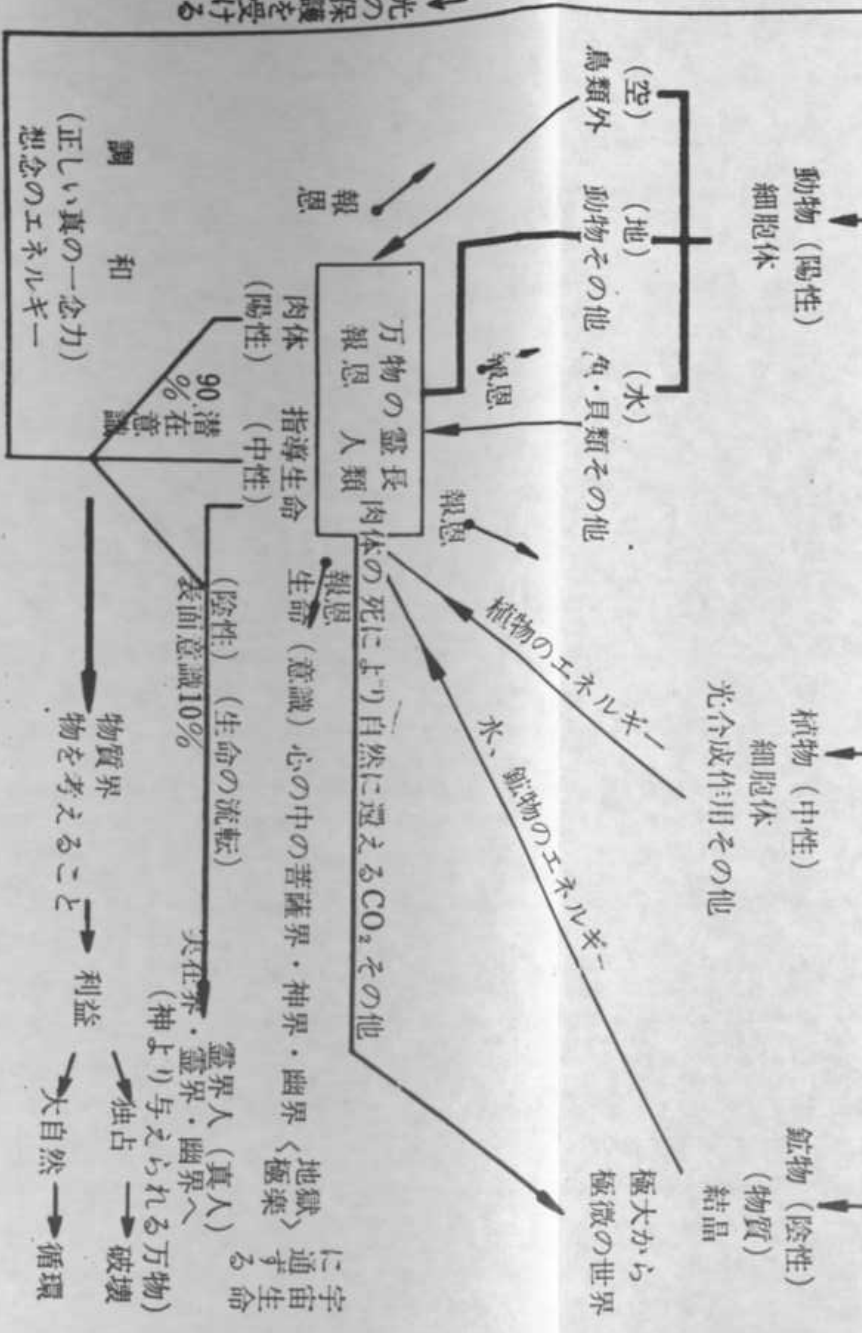 動物（陽性）
細胞体
植物（中性）
細胞体
光合成作用その他
鉱物（陰性）
（物質）
結晶
極大から
極微の世界
（空）
鳥類外
（地）
動物その他
（水）
魚・貝類その他
報恩
報恩
報恩
報恩
植物のエネルギー
水、鉱物のエネルギー
万物の霊長
報恩　人類
肉体の死により自然に還えるCO₂その他
肉体
（陽性）
指導生命
（中性）
生命（意識）心の中の菩薩界・神界・幽界〈地獄 極楽〉
宇宙生命
に通ずる
潜在意識
90%
（陰性）（生命の流転）
表面意識10%
実在界・霊界・幽界へ
霊界人（真人）
（神より与えられる万物）
調和
（正しい真の一念力）
想念のエネルギー
物質界
物を考えること
利益
独占
破壊
大自然
循環
光の保護を受ける